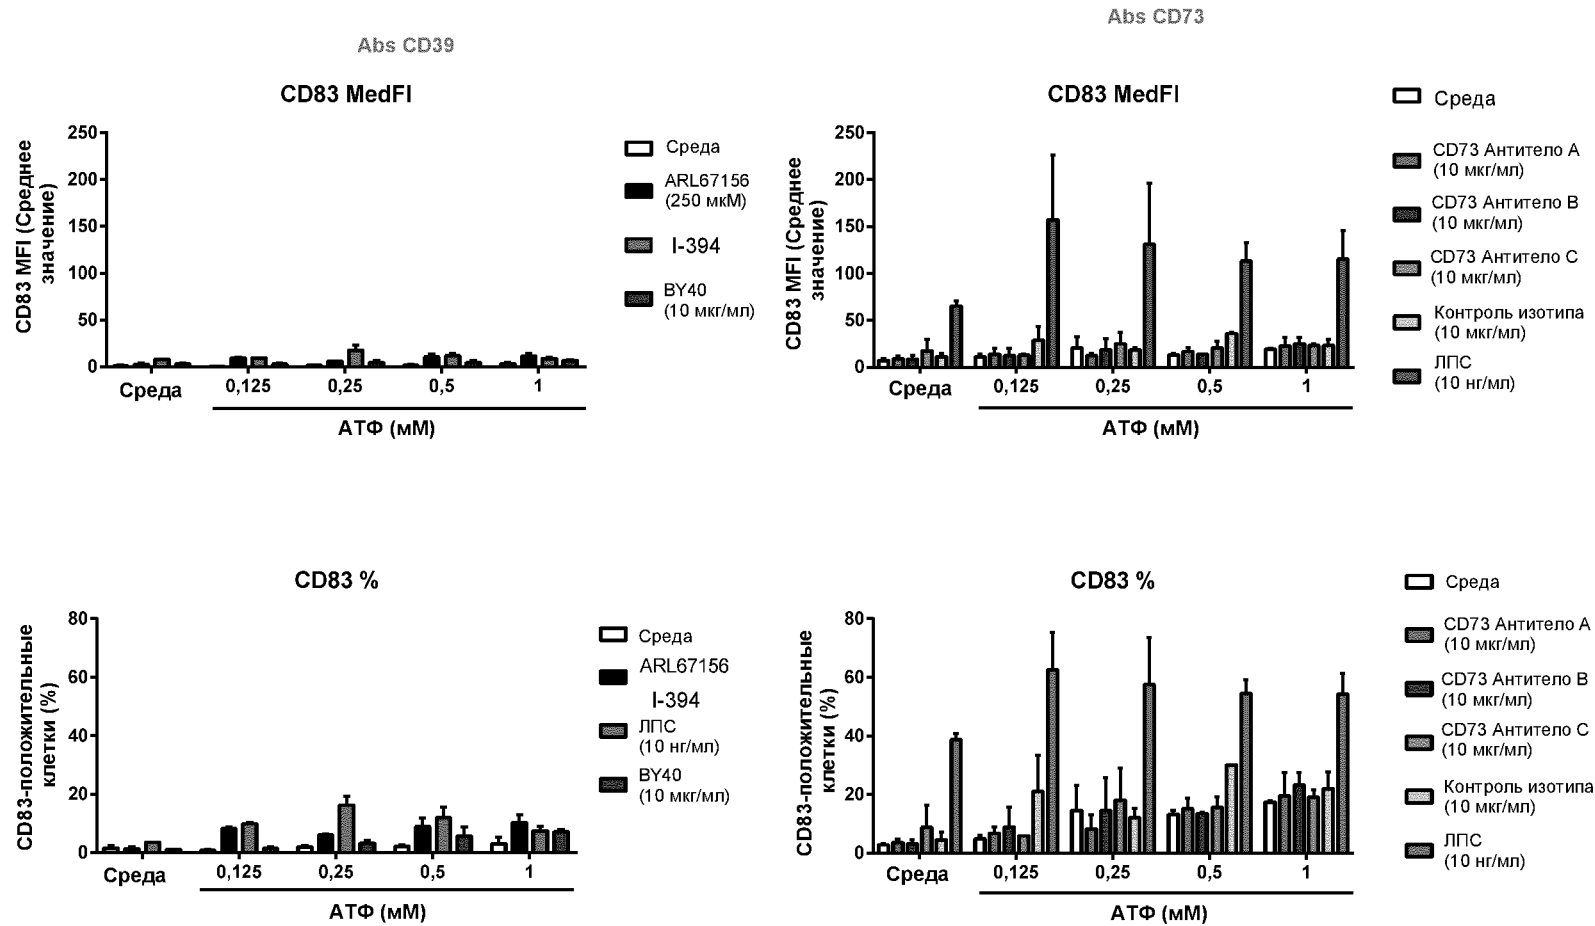 Abs CD39
CD83 MedFI
CD83 MFI (Среднее
значение)
250
200
150
100
50
0
Среда
0,125
0,25
0,5
1
АТФ (мМ)
Среда
ARL67156
(250 мкМ)
I-394
BY40
(10 мкг/мл)
Abs CD73
CD83 MedFI
CD83 MFI (Среднее
значение)
250
200
150
100
50
0
Среда
0,125
0,25
0,5
1
АТФ (мМ)
Среда
CD73 Антитело А
(10 мкг/мл)
CD73 Антитело В
(10 мкг/мл)
CD73 Антитело С
(10 мкг/мл)
Контроль изотипа
(10 мкг/мл)
ЛПС
(10 нг/мл)
CD83 %
CD83-положительные
клетки (%)
80
60
40
20
0
Среда
0,125
0,25
0,5
1
АТФ (мМ)
Среда
ARL67156
I-394
ЛПС
(10 нг/мл)
BY40
(10 мкг/мл)
CD83 %
CD83-положительные
клетки (%)
80
60
40
20
0
Среда
0,125
0,25
0,5
1
АТФ (мМ)
Среда
CD73 Антитело А
(10 мкг/мл)
CD73 Антитело В
(10 мкг/мл)
CD73 Антитело С
(10 мкг/мл)
Контроль изотипа
(10 мкг/мл)
ЛПС
(10 нг/мл)